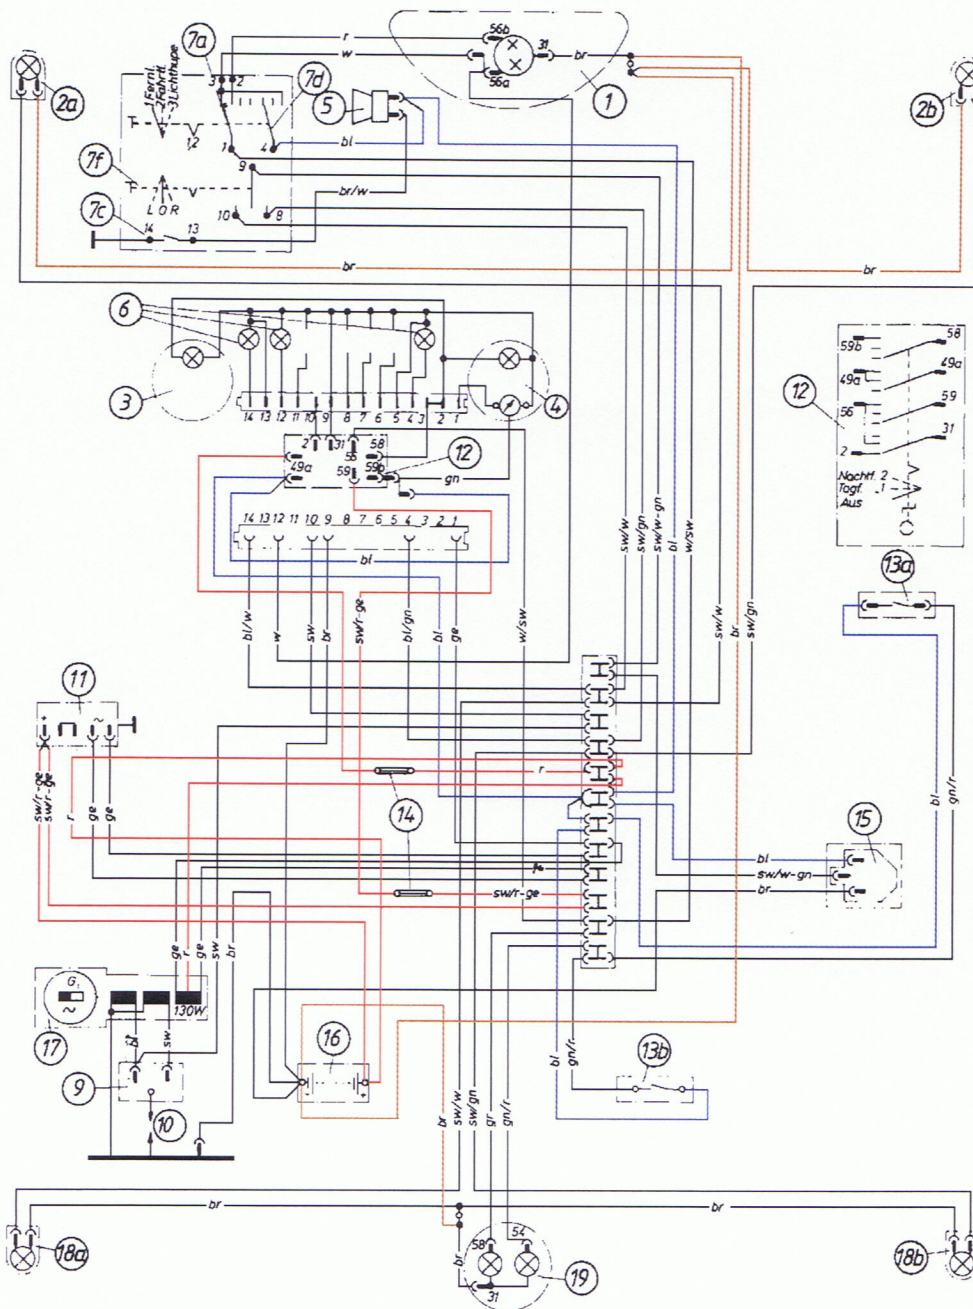 56b
7a
r
31
br
w
7d
3
2
56a
1
2a
2b
1 Fernl.
2 Fahrtl.
3 Lichthupe
5
12
1
4
bl
7f
9
br/w
L O R
10
8
7c
14
13
br
br
6
3
4
14 13 12 11 10 9 8 7 6 5 4 3 2 1
2
31
55
58
49a
59
59b
12
gn
14 13 12 11 10 9 8 7 6 5 4 3 2 1
bl
59b
58
49a
49a
12
56
59
31
2
Nachtf. 2
Togf. 1
Aus
13a
sw/w
sw/gn
sw/w-gn
bl
w/sw
sw/w
br
sw/gn
bl/w
w
sw
br
sw/r-ge
bl/gn
bl
ge
w/sw
11
+
~
sw/r-ge
sw/r-ge
r
ge
ge
r
14
bl
gn/r
15
bl
sw/w-gn
br
sw/r-ge
ge
r
ge
sw
br
G
~
130W
17
bl
sw
9
10
16
-
+
13b
bl
gn/r
br
sw/w
sw/gn
gr
gn/r
br
br
58
54
18a
br
31
19
18b